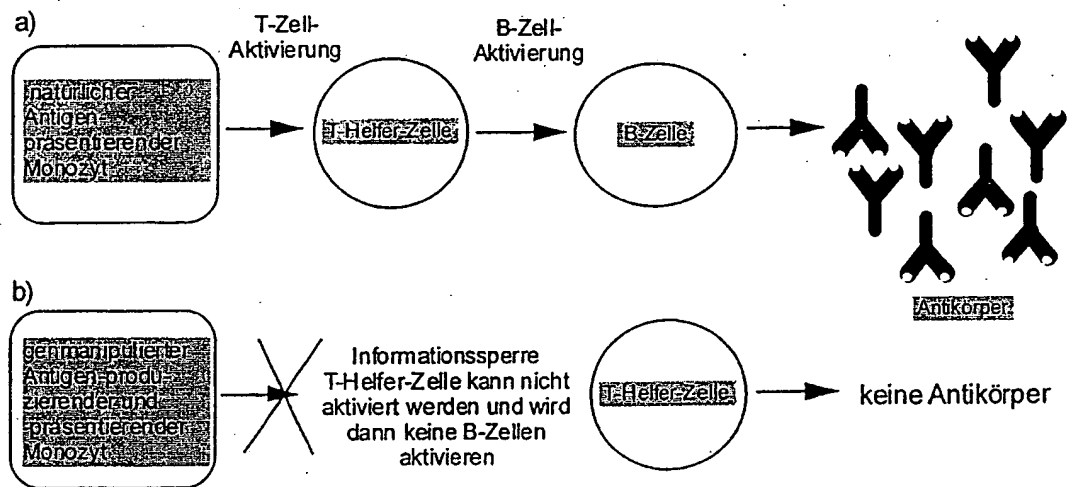 a)
T-Zell-
Aktivierung
B-Zell-
Aktivierung
natürlicher
Antigen-
präsentierender
Monozyt
T-Helfer-Zelle
B-Zelle
Antikörper
b)
genmanipulierter
Antigen-produ-
zierender und
-präsentierender
Monozyt
Informationssperre
T-Helfer-Zelle kann nicht
aktiviert werden und wird
dann keine B-Zellen
aktivieren
T-Helfer-Zelle
keine Antikörper